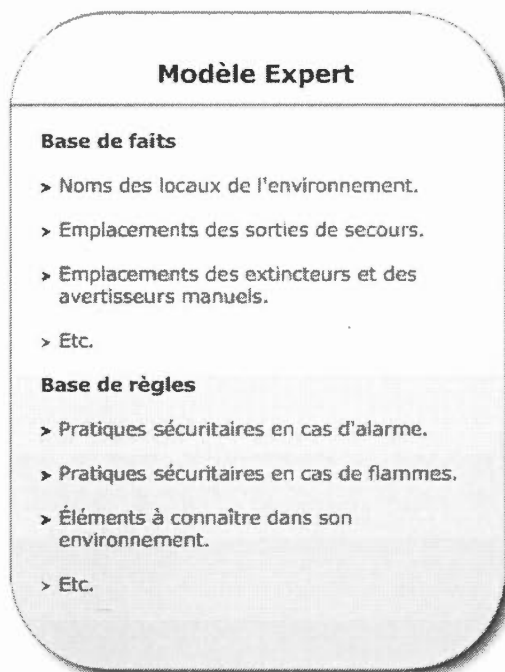 Modèle Expert
Base de faits
> Noms des locaux de l'environnement.
> Emplacements des sorties de secours.
> Emplacements des extincteurs et des
avertisseurs manuels.
> Etc.
Base de règles
> Pratiques sécuritaires en cas d'alarme.
> Pratiques sécuritaires en cas de flammes.
> Éléments à connaître dans son
environnement.
> Etc.